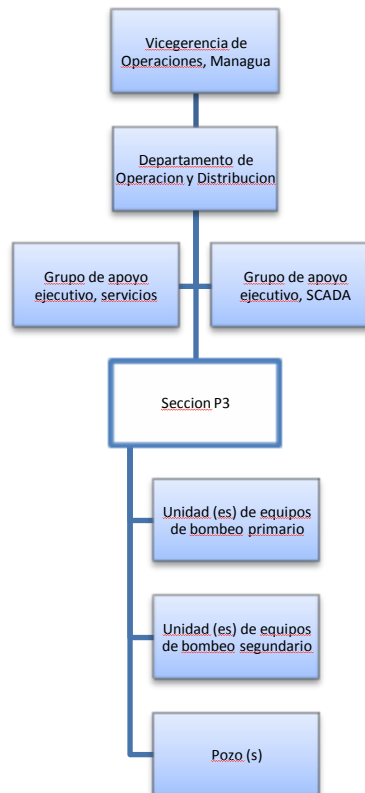 Vicegerencia de
Operaciones, Managua
Departamento de
Operacion y Distribucion
Grupo de apoyo
ejecutivo, servicios
Grupo de apoyo
ejecutivo, SCADA
Seccion P3
Unidad (es) de equipos
de bombeo primario
Unidad (es) de equipos
de bombeo segundario
Pozo (s)